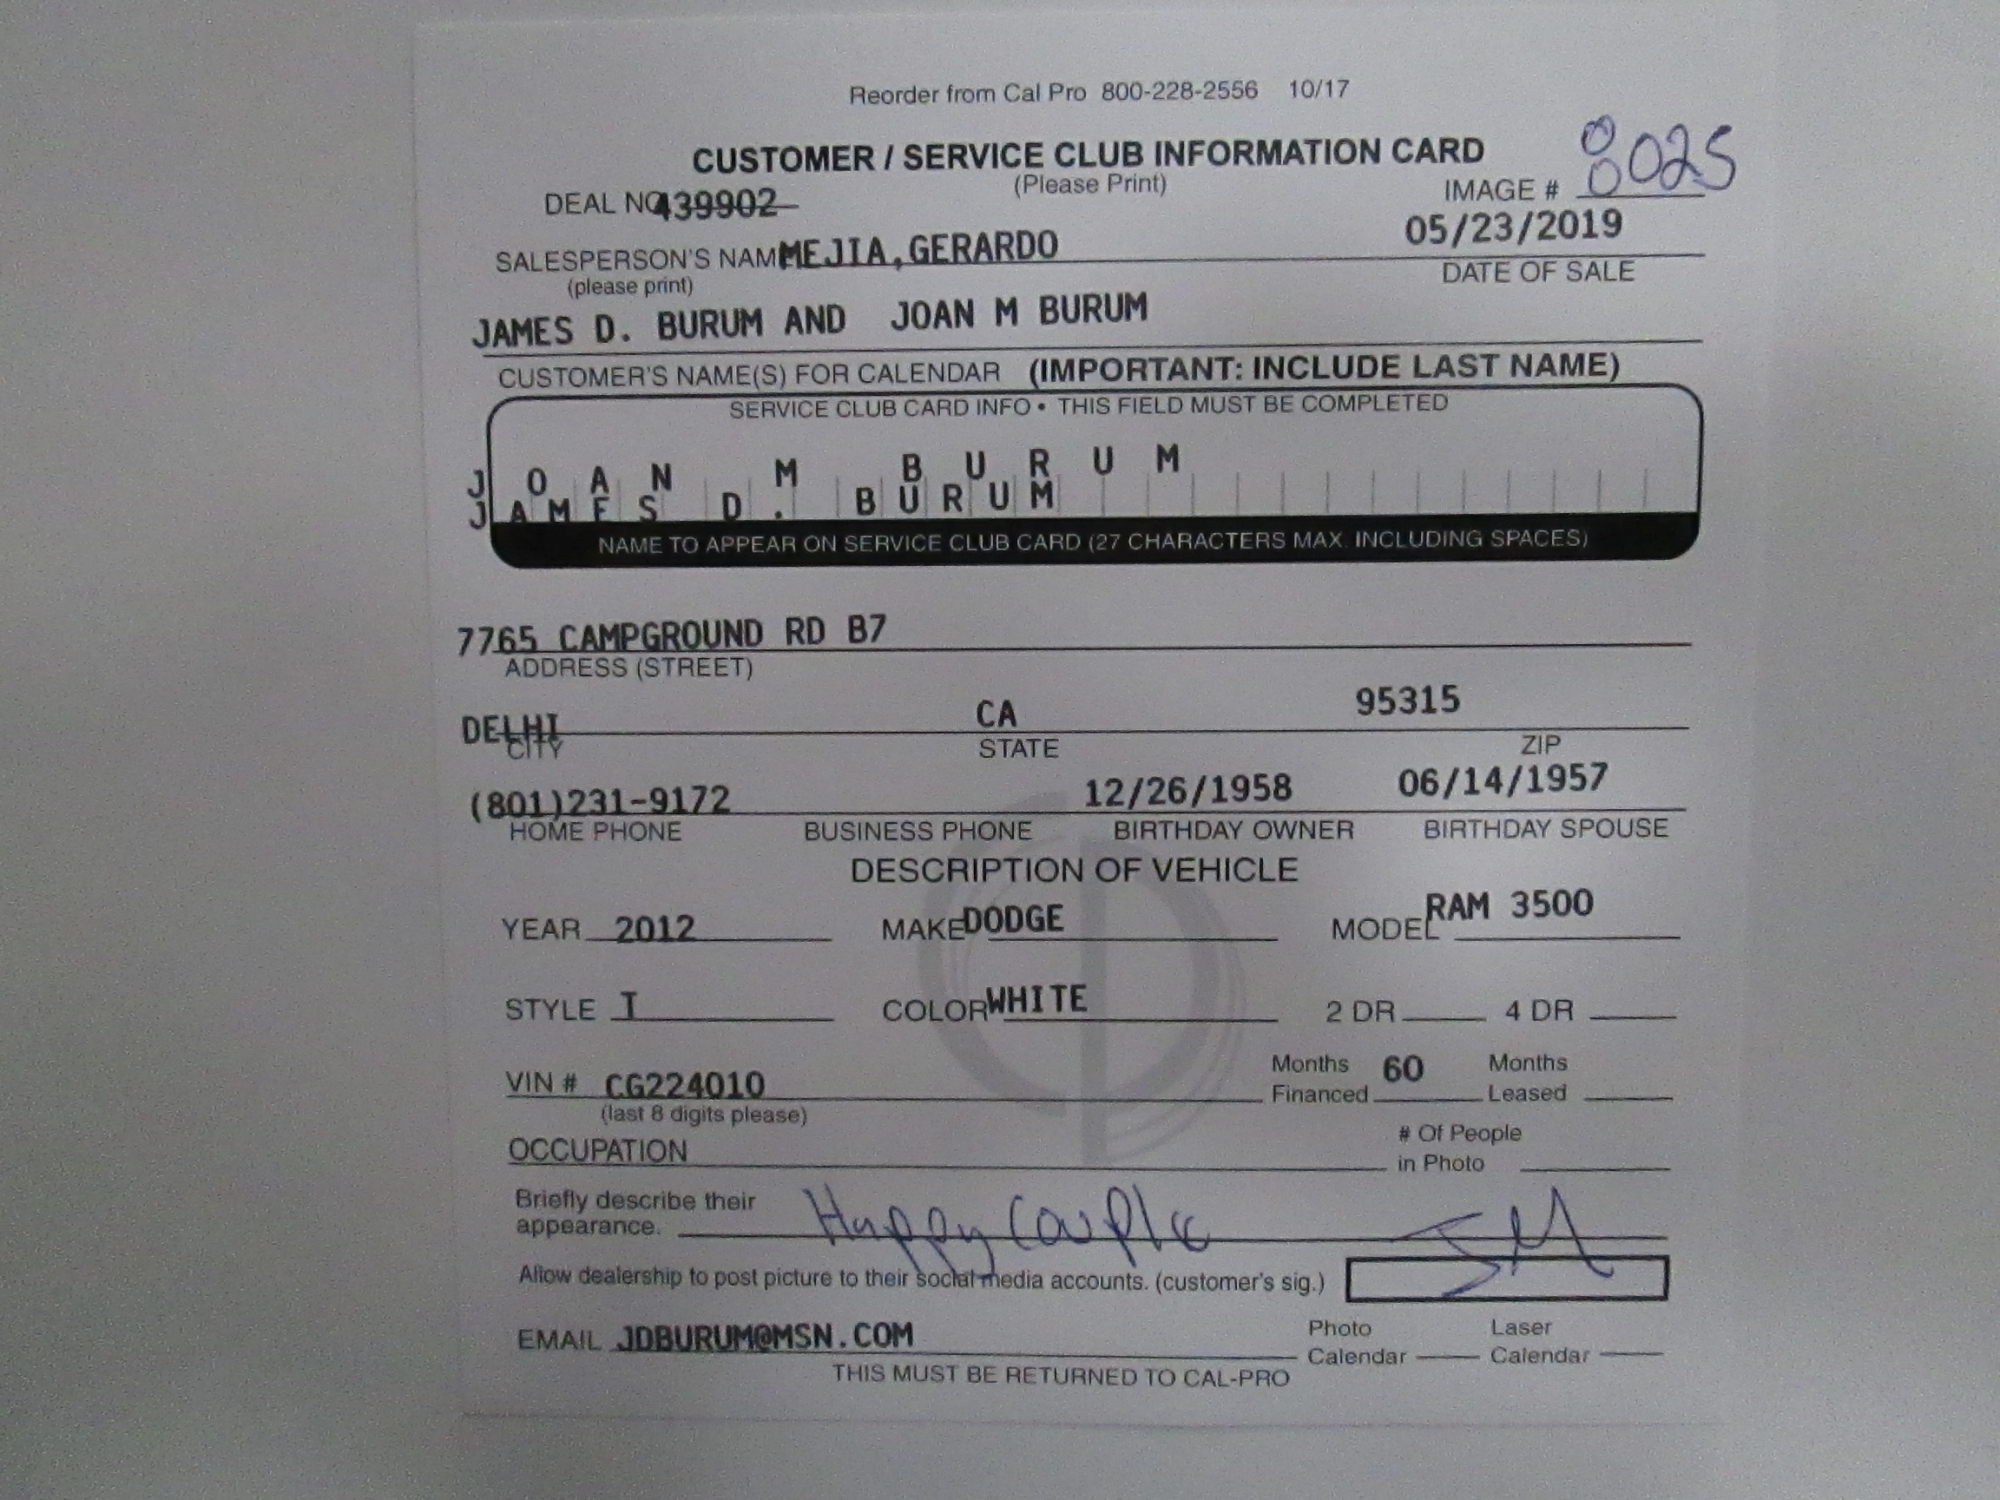 Reorder from Cal Pro 800-228-2556 10/17
CUSTOMER / SERVICE CLUB INFORMATION CARD
(Please Print)
IMAGE # 8025
DEAL NO 439902
SALESPERSON'S NAME MEJIA,GERARDO 05/23/2019
(please print) DATE OF SALE
JAMES D. BURUM AND JOAN M BURUM
CUSTOMER'S NAME(S) FOR CALENDAR (IMPORTANT: INCLUDE LAST NAME)
SERVICE CLUB CARD INFO • THIS FIELD MUST BE COMPLETED
JOAN M BURUM
JAMES D. BURUM
NAME TO APPEAR ON SERVICE CLUB CARD (27 CHARACTERS MAX. INCLUDING SPACES)
7765 CAMPGROUND RD B7
ADDRESS (STREET)
DELHI CA 95315
CITY STATE ZIP
(801)231-9172 12/26/1958 06/14/1957
HOME PHONE BUSINESS PHONE BIRTHDAY OWNER BIRTHDAY SPOUSE
DESCRIPTION OF VEHICLE
YEAR 2012 MAKE DODGE MODEL RAM 3500
STYLE T COLOR WHITE 2 DR 4 DR
VIN # CG224010 Months Financed 60 Months Leased
(last 8 digits please)
OCCUPATION # Of People in Photo
Briefly describe their appearance. Happy Couple
Allow dealership to post picture to their social media accounts. (customer's sig.)
EMAIL JDBURUM@MSN.COM Photo Calendar Laser Calendar
THIS MUST BE RETURNED TO CAL-PRO